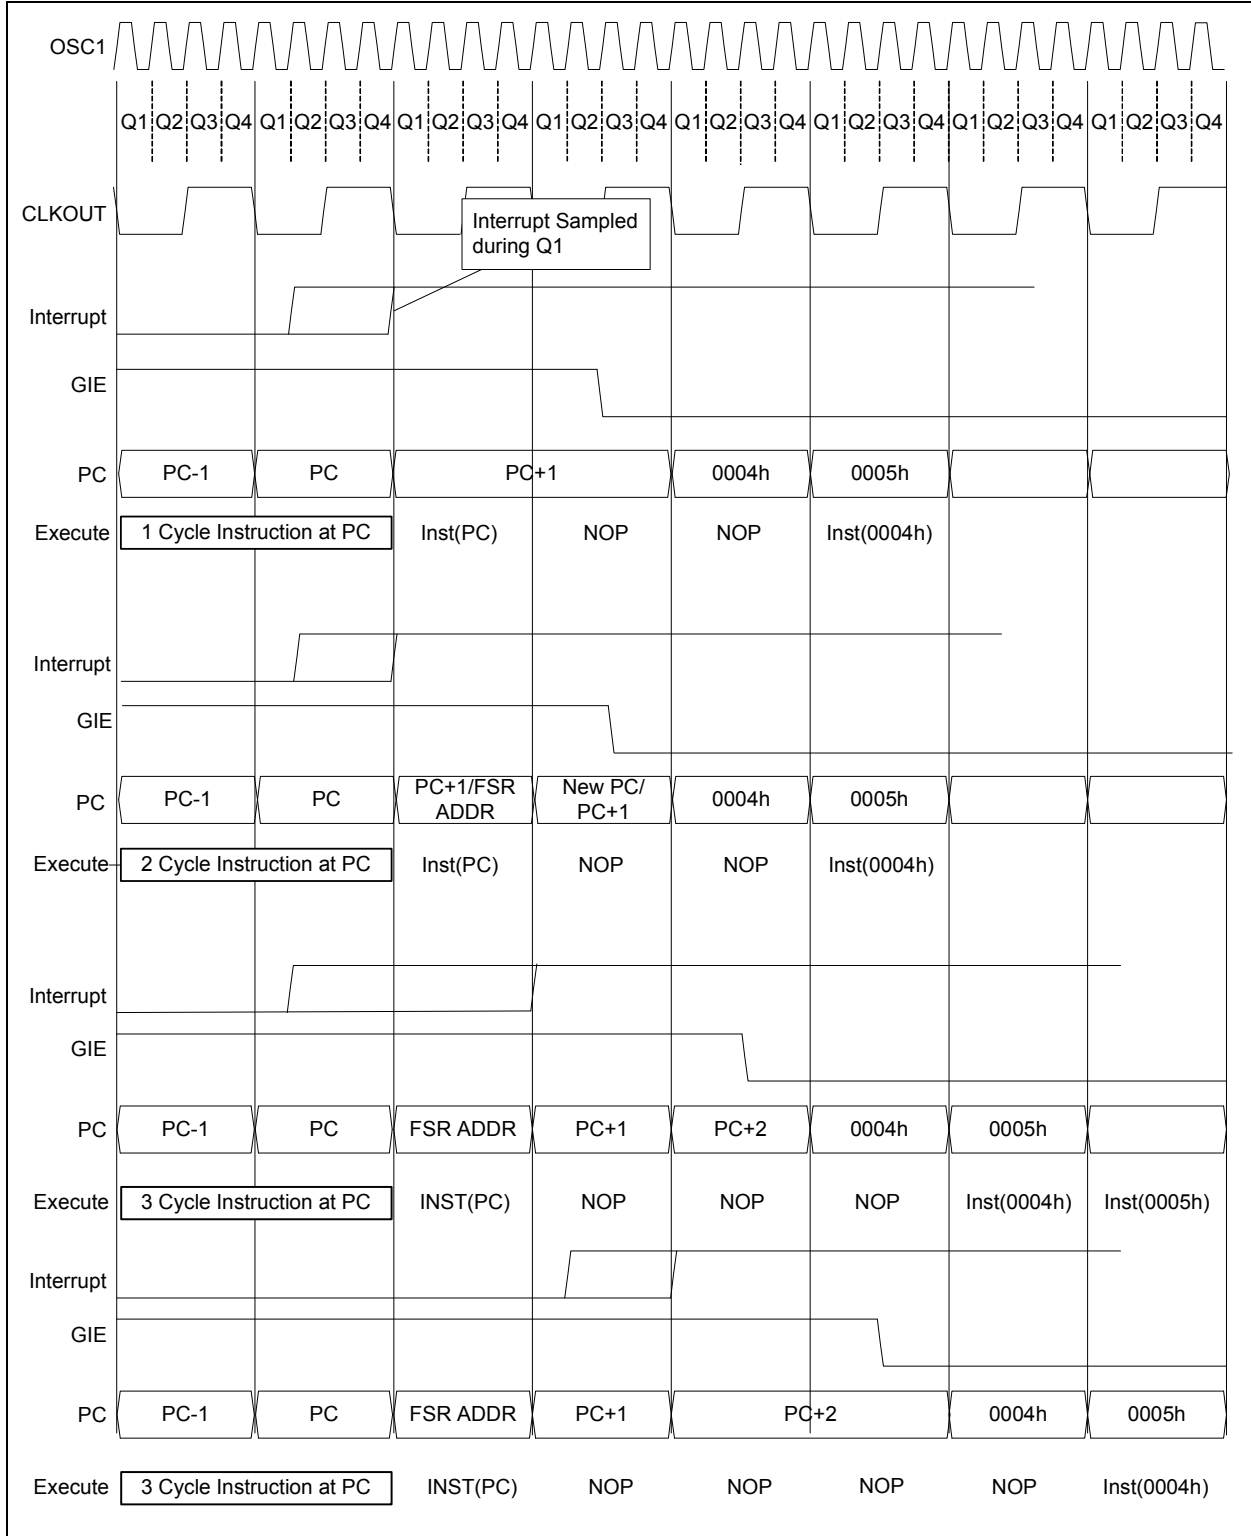 OSC1
Q1 Q2 Q3 Q4 Q1 Q2 Q3 Q4 Q1 Q2 Q3 Q4 Q1 Q2 Q3 Q4 Q1 Q2 Q3 Q4 Q1 Q2 Q3 Q4 Q1 Q2 Q3 Q4 Q1 Q2 Q3 Q4
CLKOUT
Interrupt Sampled
during Q1
Interrupt
GIE
PC PC-1 PC PC+1 0004h 0005h
Execute 1 Cycle Instruction at PC Inst(PC) NOP NOP Inst(0004h)
Interrupt
GIE
PC PC-1 PC PC+1/FSR ADDR New PC/ PC+1 0004h 0005h
Execute 2 Cycle Instruction at PC Inst(PC) NOP NOP Inst(0004h)
Interrupt
GIE
PC PC-1 PC FSR ADDR PC+1 PC+2 0004h 0005h
Execute 3 Cycle Instruction at PC INST(PC) NOP NOP NOP Inst(0004h) Inst(0005h)
Interrupt
GIE
PC PC-1 PC FSR ADDR PC+1 PC+2 0004h 0005h
Execute 3 Cycle Instruction at PC INST(PC) NOP NOP NOP NOP Inst(0004h)